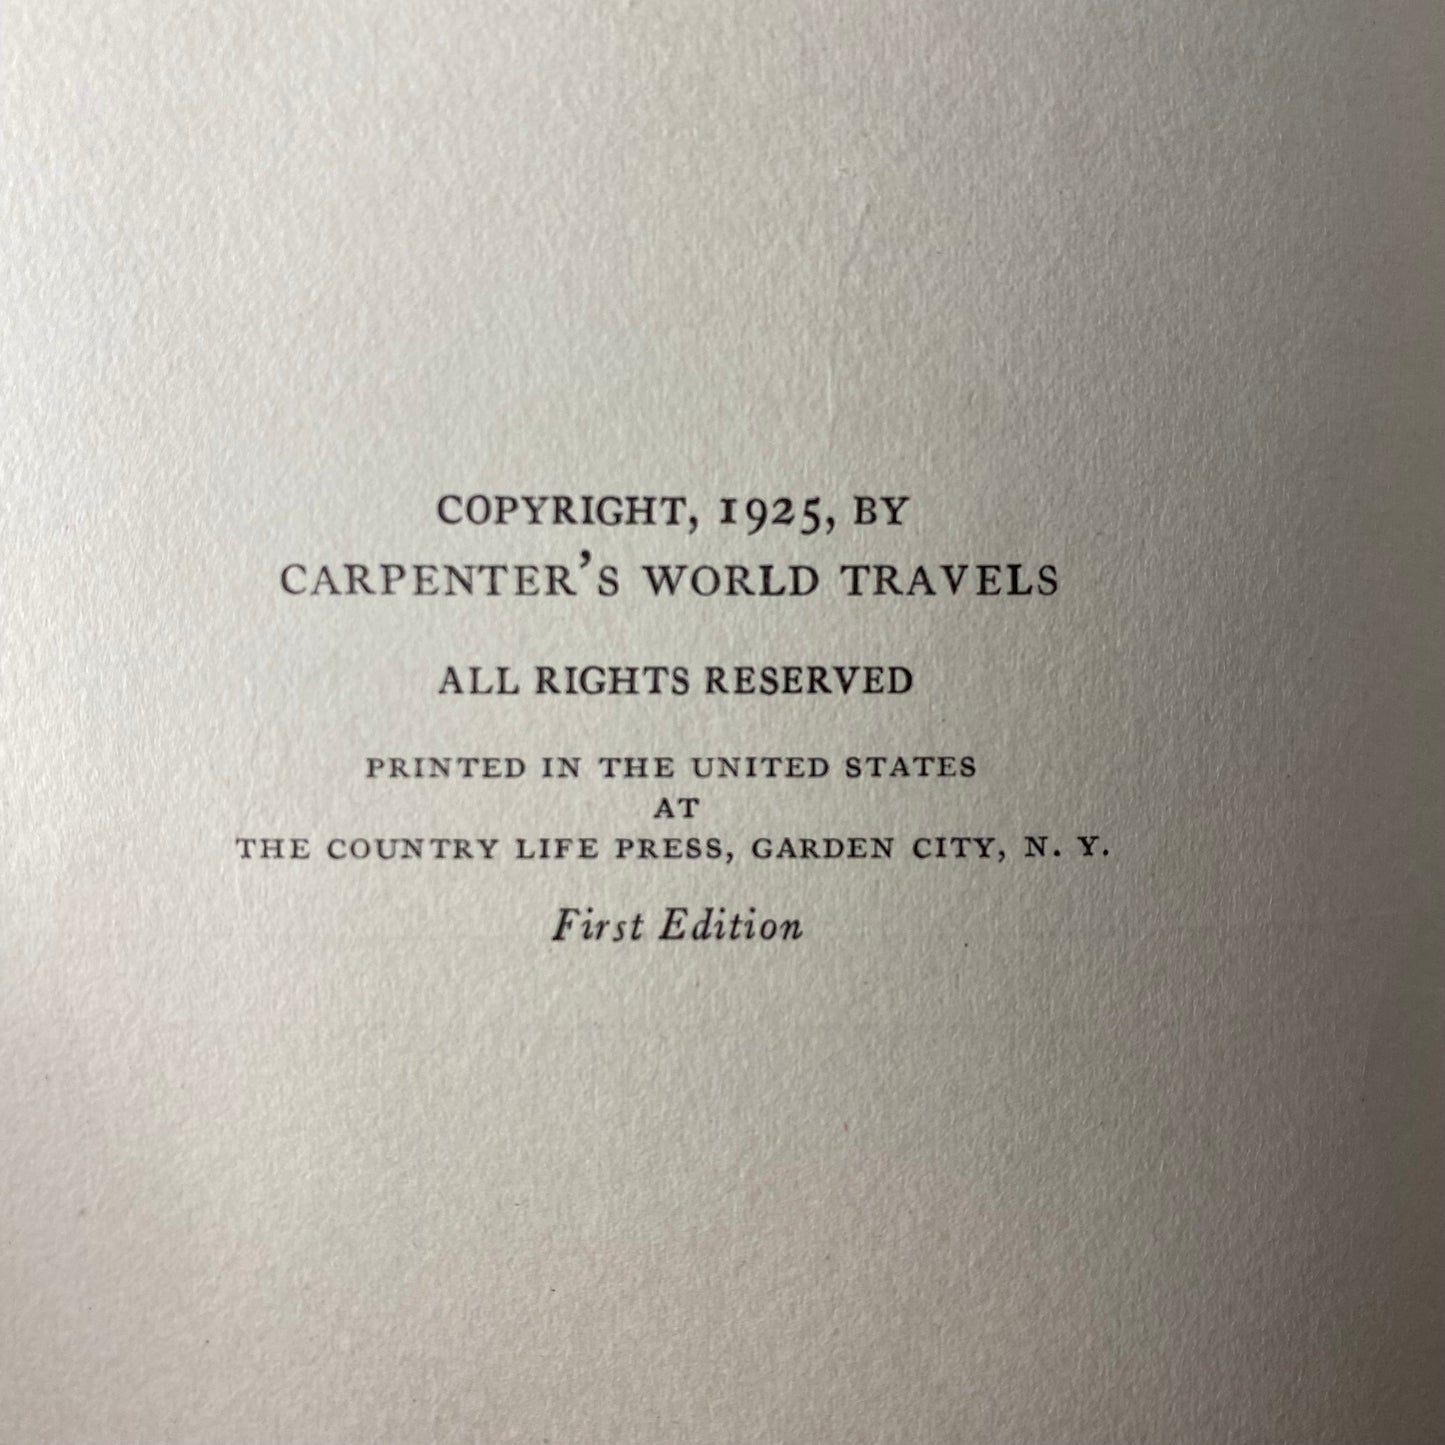 COPYRIGHT, 1925, BY
CARPENTER'S WORLD TRAVELS
ALL RIGHTS RESERVED
PRINTED IN THE UNITED STATES
AT
THE COUNTRY LIFE PRESS, GARDEN CITY, N. Y.
First Edition